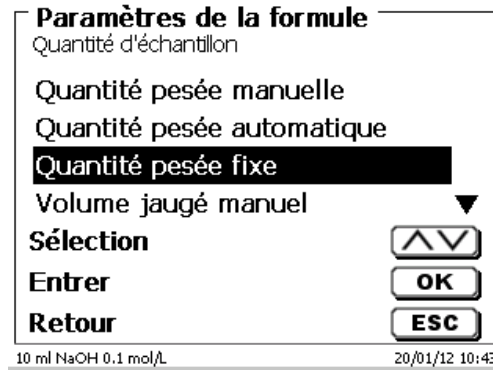 Paramètres de la formule
Quantité d'échantillon
Quantité pesée manuelle
Quantité pesée automatique
Quantité pesée fixe
Volume jaugé manuel
Sélection
Entrer OK
Retour ESC
10 ml NaOH 0.1 mol/L 20/01/12 10:43